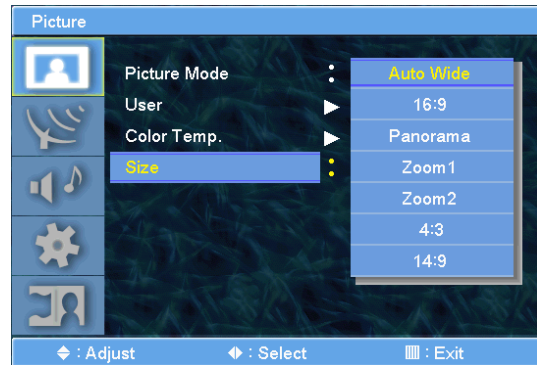 Picture
Picture Mode :
User
Color Temp.
Size :
Auto Wide
16:9
Panorama
Zoom1
Zoom2
4:3
14:9
: Adjust : Select : Exit